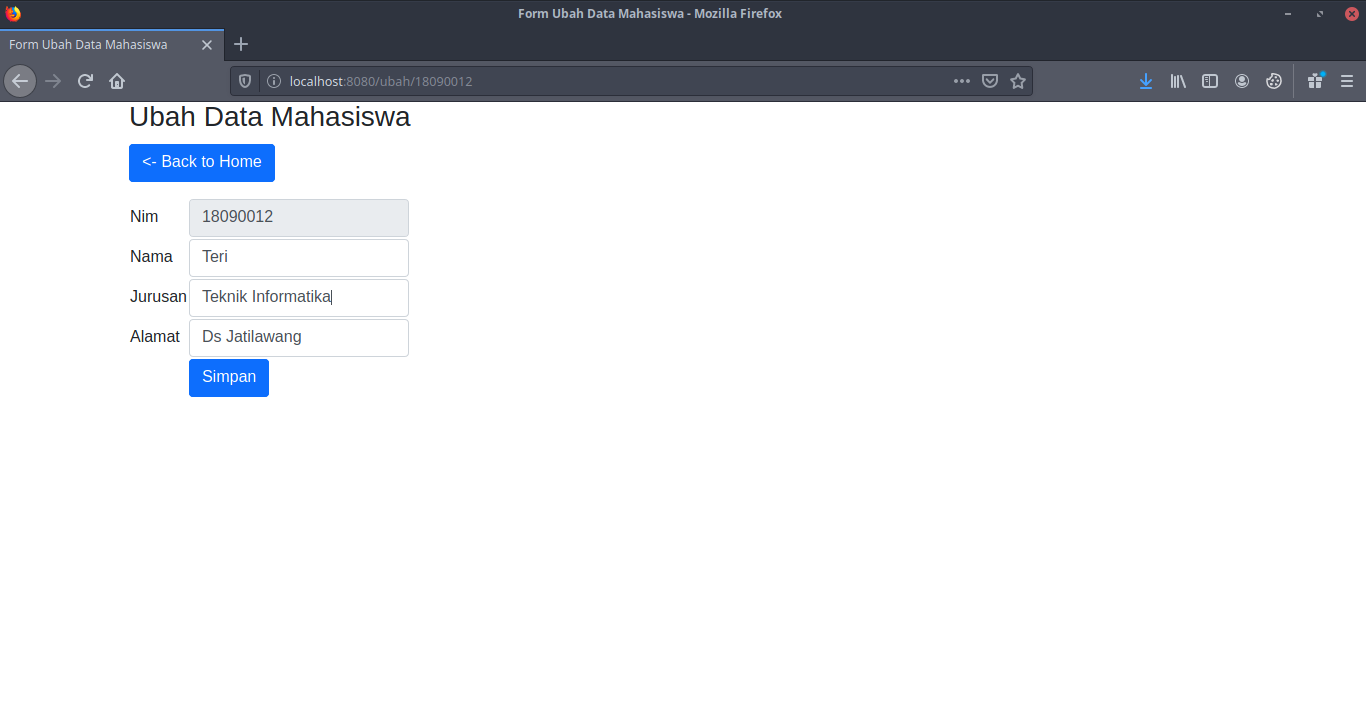 Form Ubah Data Mahasiswa - Mozilla Firefox
Form Ubah Data Mahasiswa
localhost:8080/ubah/18090012
Ubah Data Mahasiswa
<- Back to Home
Nim 18090012
Nama Teri
Jurusan Teknik Informatika
Alamat Ds Jatilawang
Simpan